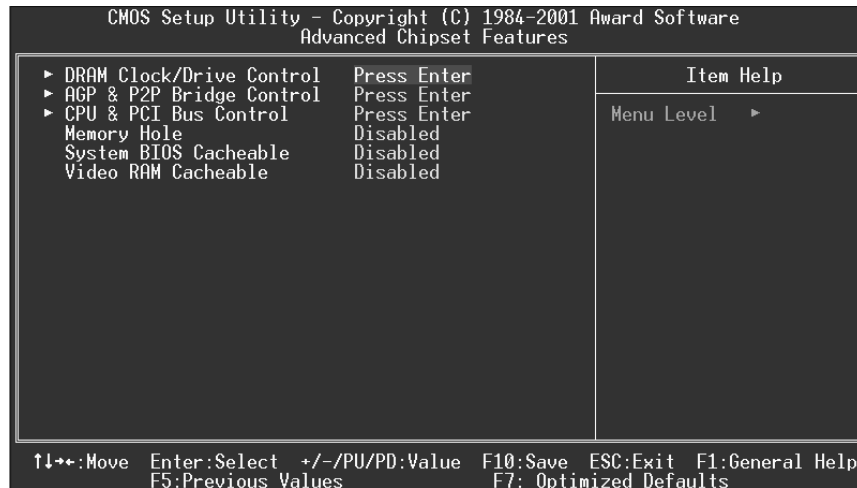 CMOS Setup Utility - Copyright (C) 1984-2001 Award Software
Advanced Chipset Features
► DRAM Clock/Drive Control Press Enter
► AGP & P2P Bridge Control Press Enter
► CPU & PCI Bus Control Press Enter
Memory Hole Disabled
System BIOS Cacheable Disabled
Video RAM Cacheable Disabled
Item Help
Menu Level ►
↑↓→←:Move Enter:Select +/-/PU/PD:Value F10:Save ESC:Exit F1:General Help
F5:Previous Values F7: Optimized Defaults